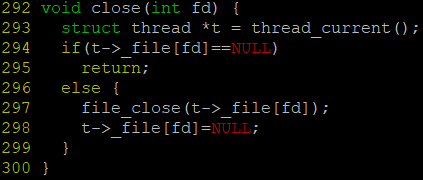 292 void close(int fd) {
293   struct thread *t = thread_current();
294   if(t->_file[fd]==NULL)
295     return;
296   else {
297     file_close(t->_file[fd]);
298     t->_file[fd]=NULL;
299   }
300 }